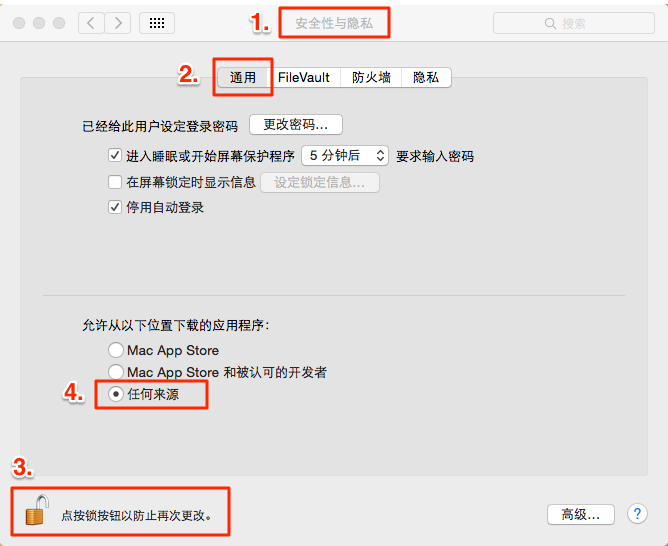 1. 安全性与隐私 搜索
2. 通用 FileVault 防火墙 隐私
已经给此用户设定登录密码 更改密码...
进入睡眠或开始屏幕保护程序 5 分钟后 要求输入密码
在屏幕锁定时显示信息 设定锁定信息...
停用自动登录
允许从以下位置下载的应用程序：
Mac App Store
Mac App Store 和被认可的开发者
4. 任何来源
3.
点按锁按钮以防止再次更改。 高级... ?